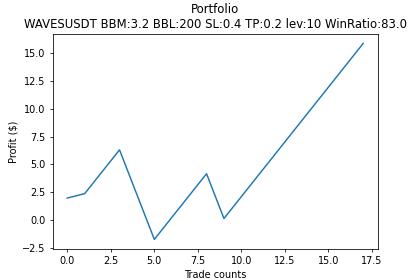 Portfolio
WAVESUSDT BBM:3.2 BBL:200 SL:0.4 TP:0.2 lev:10 WinRatio:83.0
15.0
12.5
10.0
7.5
5.0
2.5
0.0
−2.5
Profit ($)
0.0 2.5 5.0 7.5 10.0 12.5 15.0 17.5
Trade counts